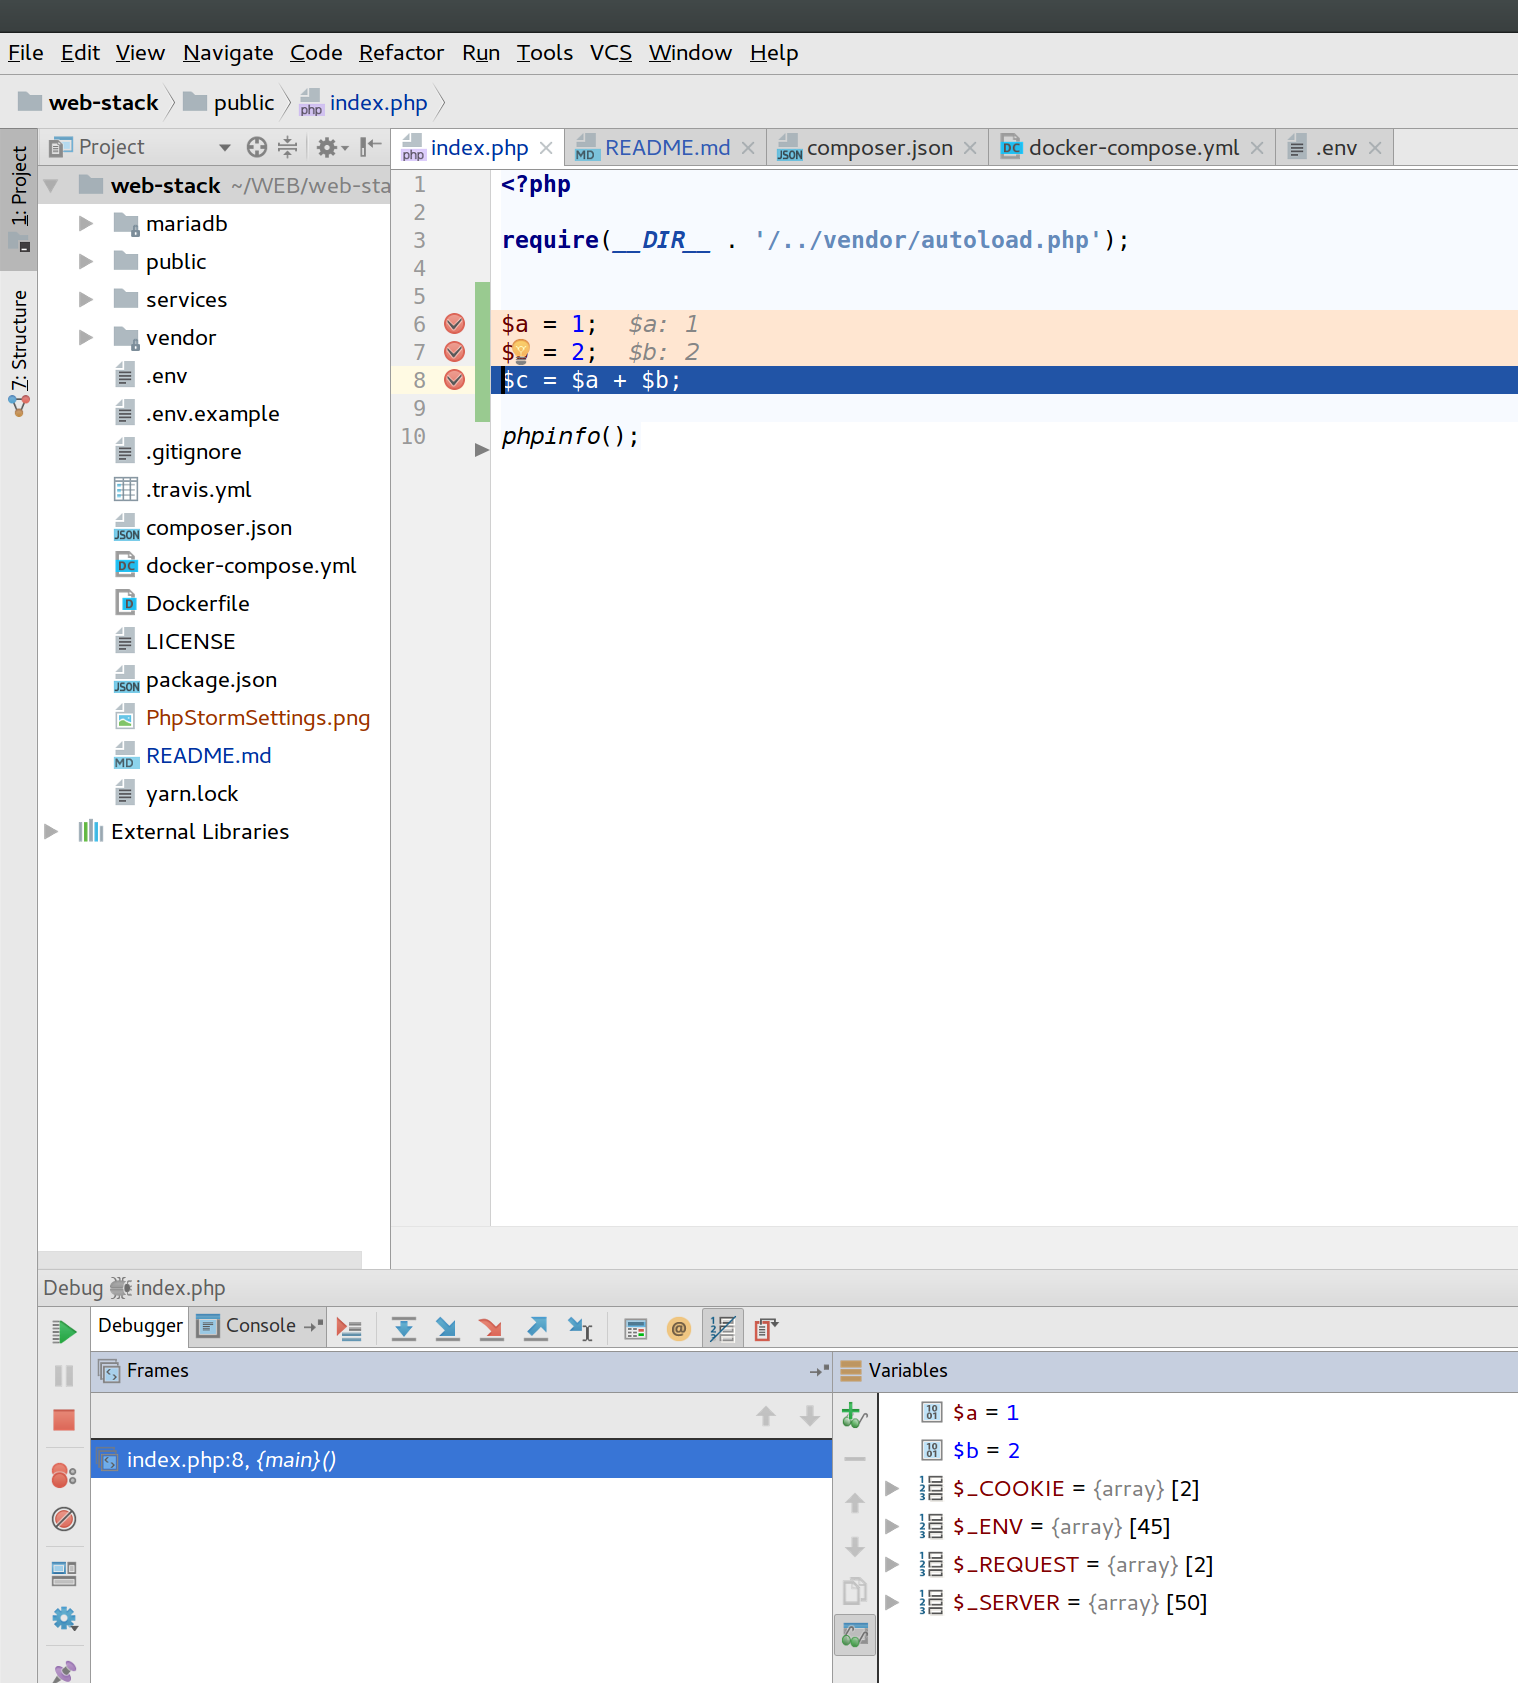 File Edit View Navigate Code Refactor Run Tools VCS Window Help
web-stack public index.php
1: Project
7: Structure
Project
web-stack ~/WEB/web-sta
mariadb
public
services
vendor
.env
.env.example
.gitignore
.travis.yml
composer.json
docker-compose.yml
Dockerfile
LICENSE
package.json
PhpStormSettings.png
README.md
yarn.lock
External Libraries
index.php README.md composer.json docker-compose.yml .env
1 <?php
2
3 require(__DIR__ . '/../vendor/autoload.php');
4
5
6 $a = 1; $a: 1
7 $ = 2; $b: 2
8 $c = $a + $b;
9
10 phpinfo();
Debug index.php
Debugger Console
Frames
index.php:8, {main}()
Variables
$a = 1
$b = 2
$_COOKIE = {array} [2]
$_ENV = {array} [45]
$_REQUEST = {array} [2]
$_SERVER = {array} [50]